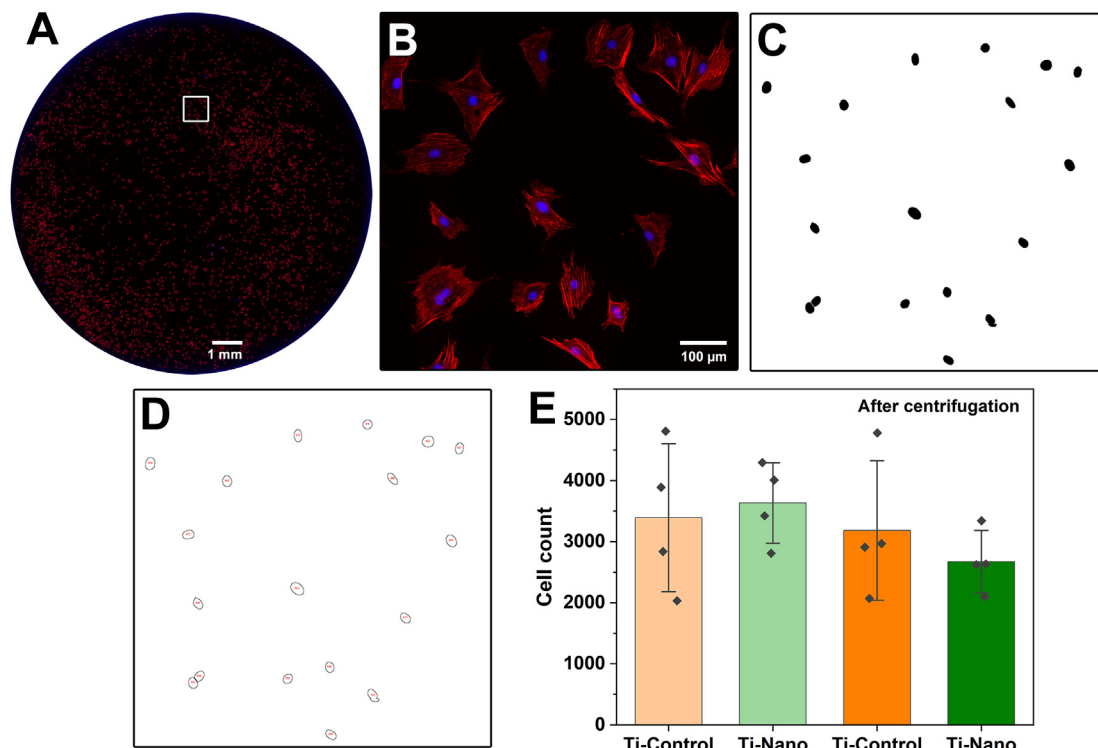 A
1 mm
B
100 µm
C
D
E
After centrifugation
Cell count
5000
4000
3000
2000
1000
0
Ti-Control Ti-Nano Ti-Control Ti-Nano